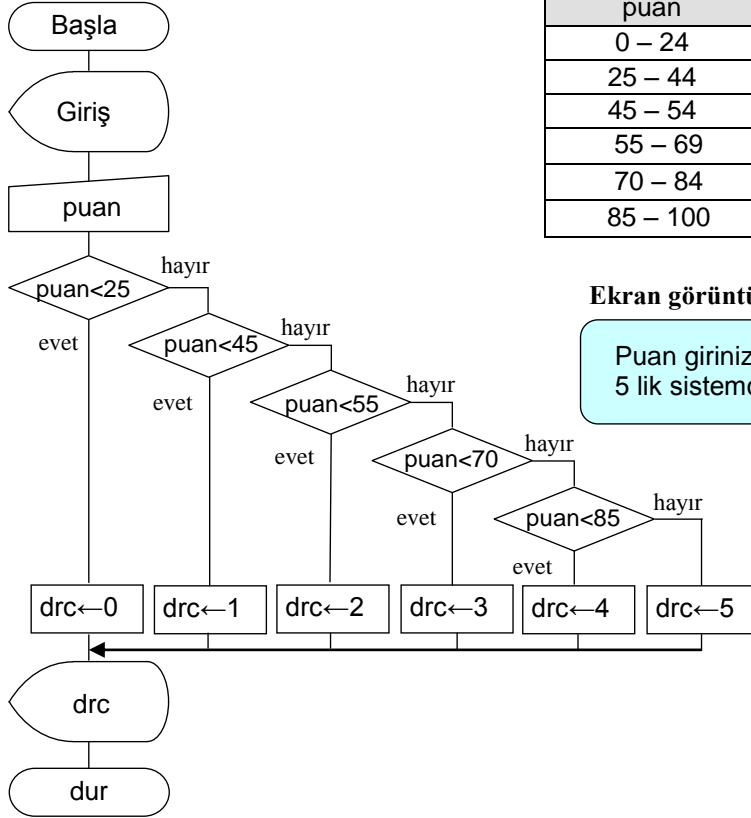 Başla
Giriş
puan
puan<25
hayır
evet
puan<45
hayır
evet
puan<55
hayır
evet
puan<70
hayır
evet
puan<85
hayır
evet
drc←0
drc←1
drc←2
drc←3
drc←4
drc←5
drc
dur
puan
0 – 24
25 – 44
45 – 54
55 – 69
70 – 84
85 – 100
Ekran görüntü
Puan giriniz
5 lik